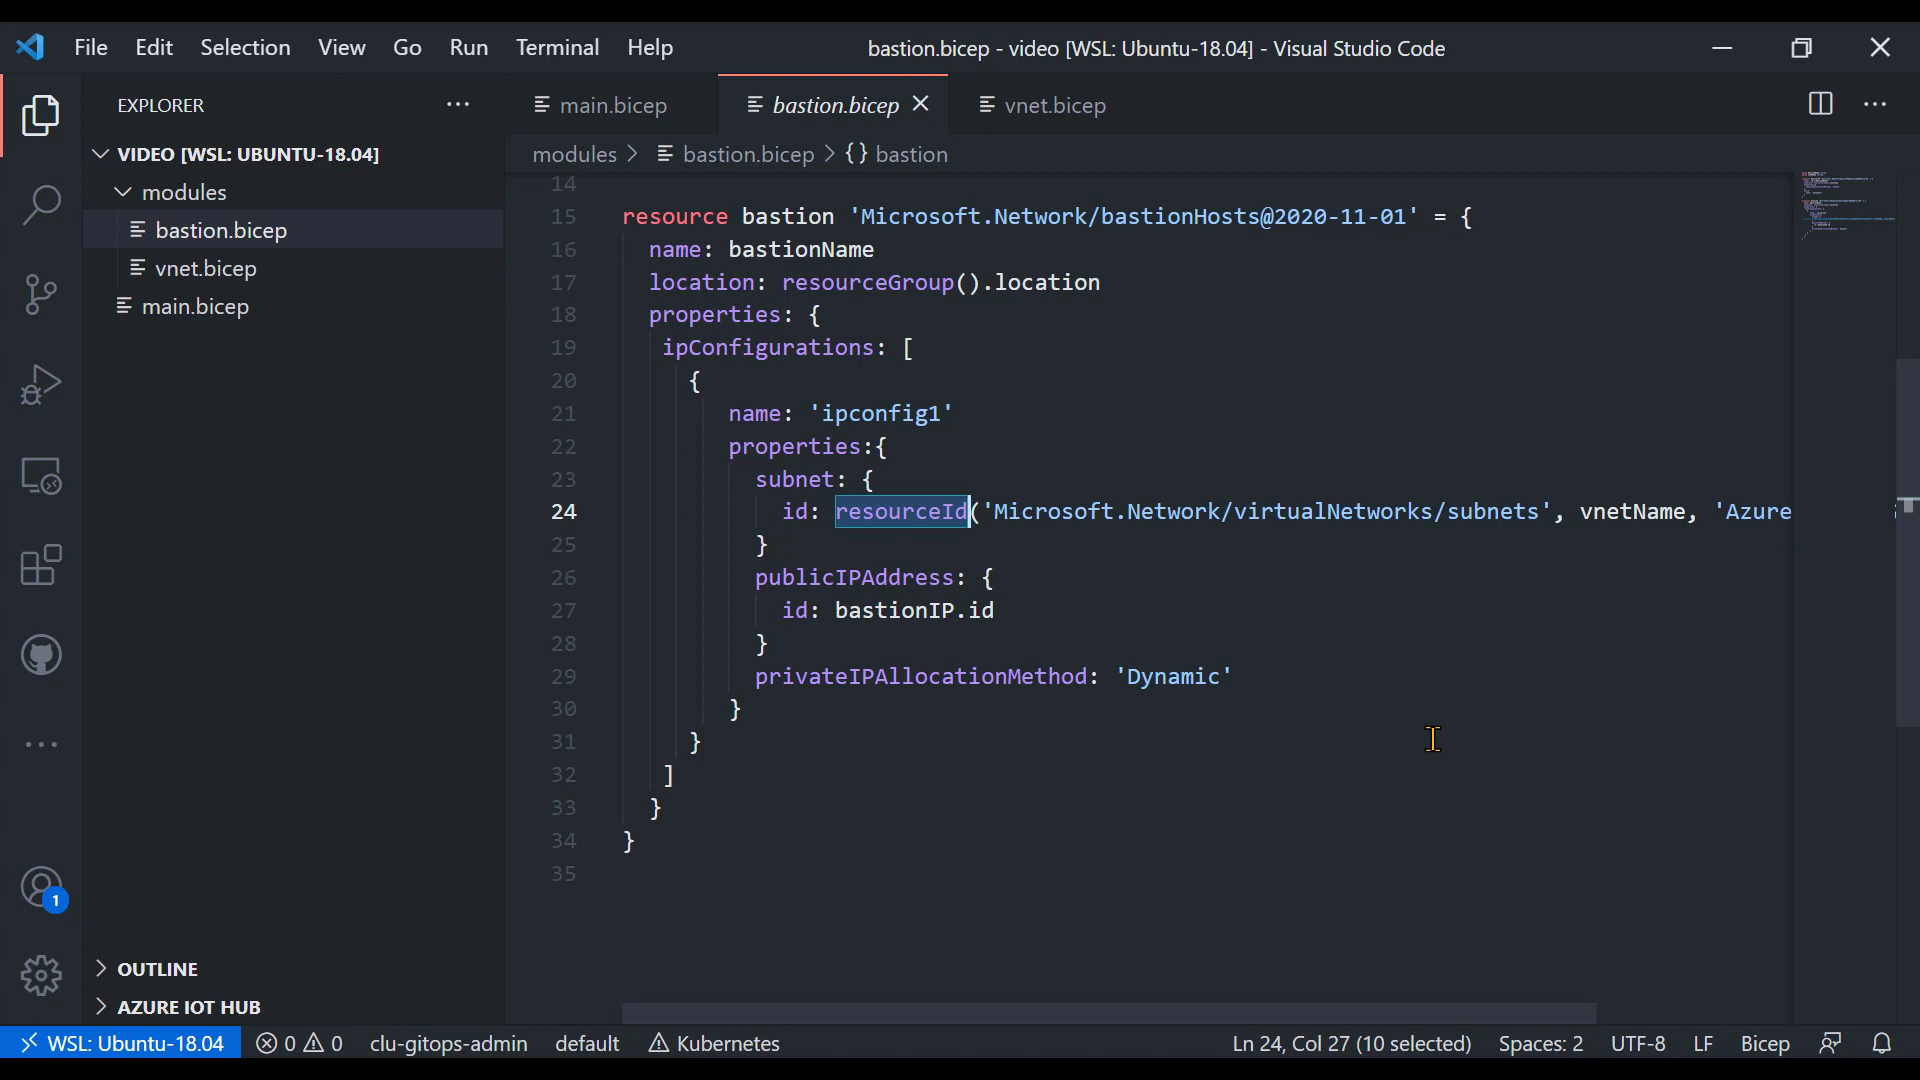 File Edit Selection View Go Run Terminal Help
bastion.bicep - video [WSL: Ubuntu-18.04] - Visual Studio Code
EXPLORER
VIDEO [WSL: UBUNTU-18.04]
modules
bastion.bicep
vnet.bicep
main.bicep
OUTLINE
AZURE IOT HUB
1
main.bicep bastion.bicep vnet.bicep
modules > bastion.bicep > {} bastion
14
15 resource bastion 'Microsoft.Network/bastionHosts@2020-11-01' = {
16 name: bastionName
17 location: resourceGroup().location
18 properties: {
19 ipConfigurations: [
20 {
21 name: 'ipconfig1'
22 properties:{
23 subnet: {
24 id: resourceId('Microsoft.Network/virtualNetworks/subnets', vnetName, 'Azure
25 }
26 publicIPAddress: {
27 id: bastionIP.id
28 }
29 privateIPAllocationMethod: 'Dynamic'
30 }
31 }
32 ]
33 }
34 }
35
WSL: Ubuntu-18.04 0 0 clu-gitops-admin default Kubernetes Ln 24, Col 27 (10 selected) Spaces: 2 UTF-8 LF Bicep